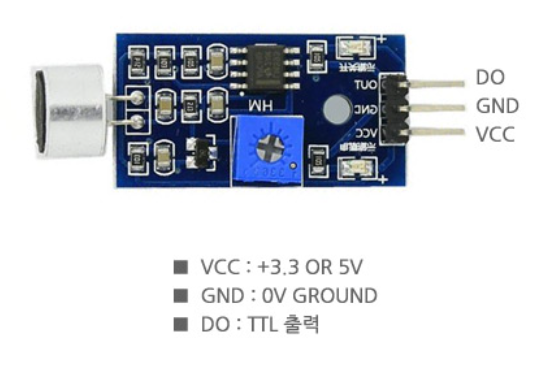 DO
GND
VCC
OUT
GND
VCC
HM
■ VCC : +3.3 OR 5V
■ GND : 0V GROUND
■ DO : TTL 출력